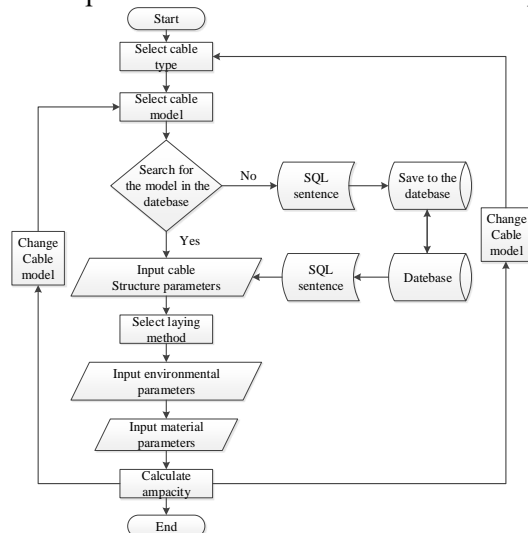 Start
Select cable
type
Select cable
model
Search for
the model in the
datebase
No
SQL
sentence
Save to the
datebase
Change
Cable
model
Yes
Change
Cable
model
Input cable
Structure parameters
SQL
sentence
Datebase
Select laying
method
Input environmental
parameters
Input material
parameters
Calculate
ampacity
End